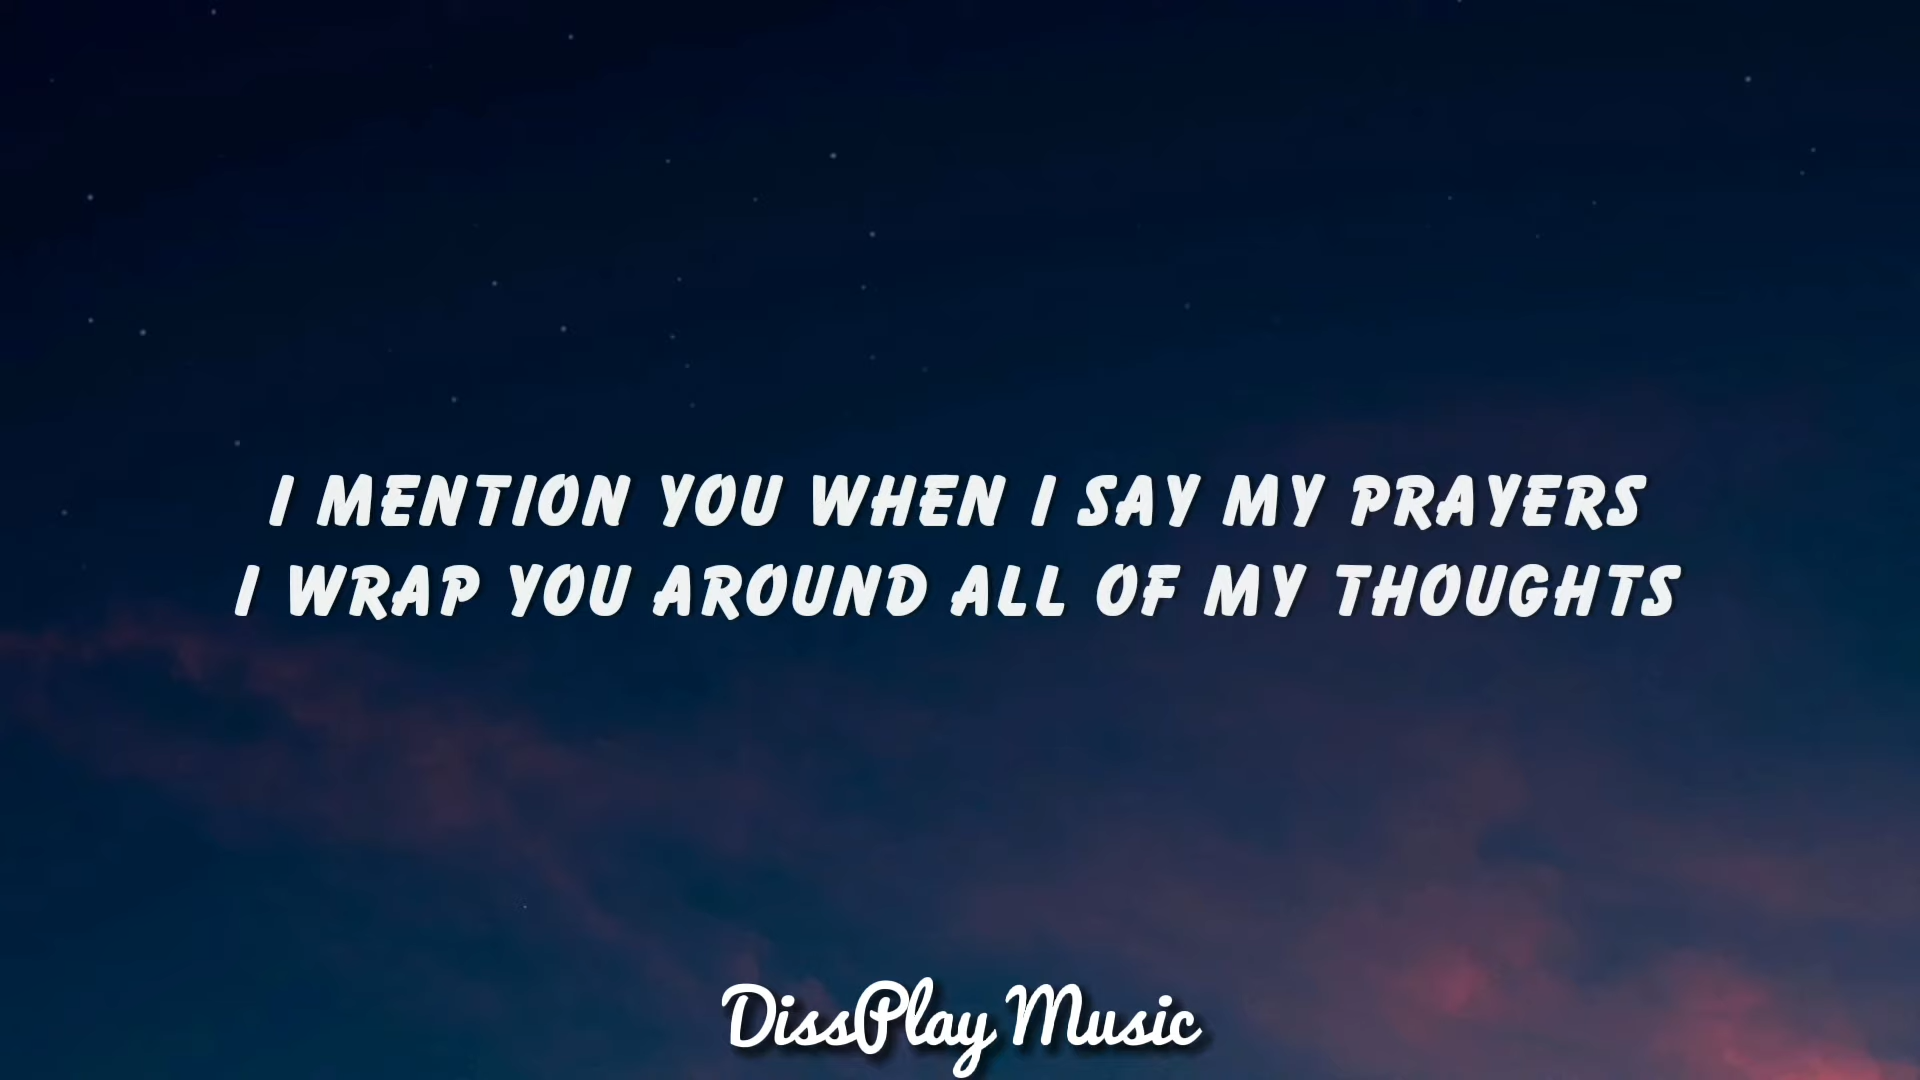 I MENTION YOU WHEN I SAY MY PRAYERS
I WRAP YOU AROUND ALL OF MY THOUGHTS
DissPlay Music